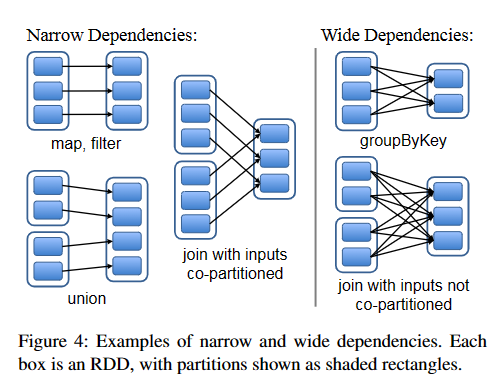 Narrow Dependencies:
Wide Dependencies:
map, filter
groupByKey
union
join with inputs
co-partitioned
join with inputs not
co-partitioned
Figure 4: Examples of narrow and wide dependencies. Each
box is an RDD, with partitions shown as shaded rectangles.